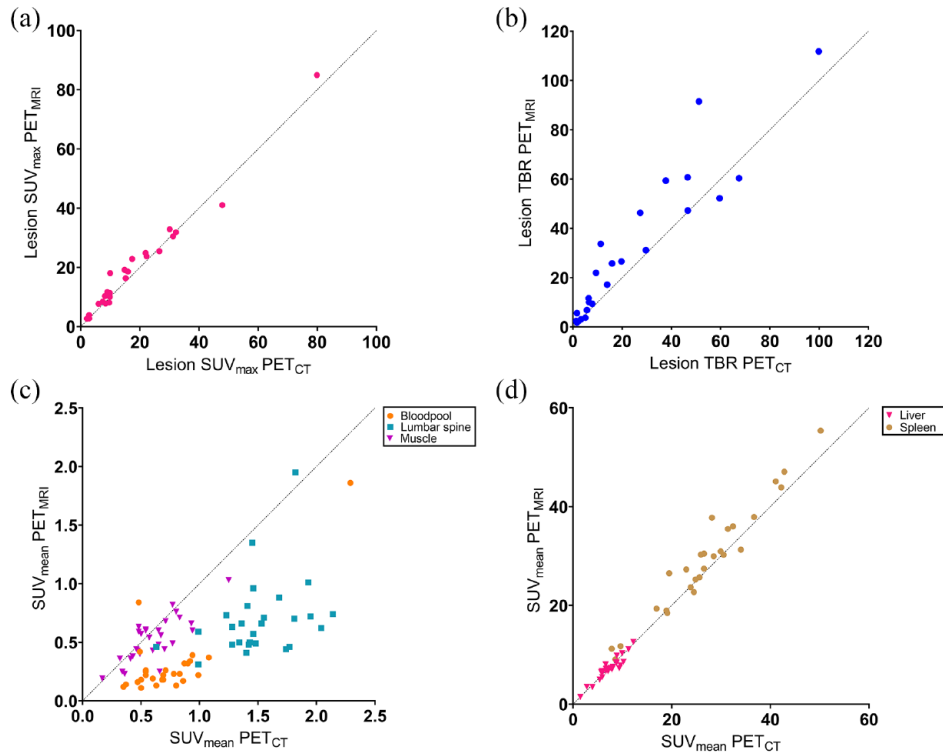 (a)
100
80
60
40
20
0
0 20 40 60 80 100
Lesion SUVmax PETMRI
Lesion SUVmax PETCT
(b)
120
100
80
60
40
20
0
0 20 40 60 80 100 120
Lesion TBR PETMRI
Lesion TBR PETCT
(c)
2.5
2.0
1.5
1.0
0.5
0.0
0.0 0.5 1.0 1.5 2.0 2.5
SUVmean PETMRI
SUVmean PETCT
Bloodpool
Lumbar spine
Muscle
(d)
60
40
20
0
0 20 40 60
SUVmean PETMRI
SUVmean PETCT
Liver
Spleen